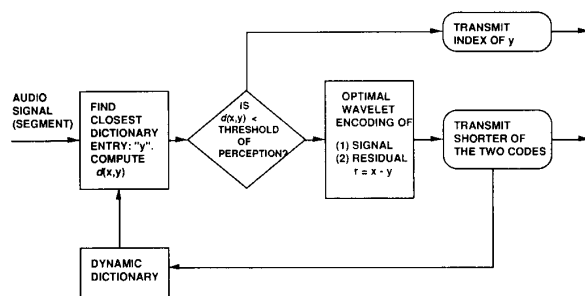 AUDIO
SIGNAL
(SEGMENT)
FIND
CLOSEST
DICTIONARY
ENTRY: "y".
COMPUTE
d(x,y)
IS
d(x,y) <
THRESHOLD
OF
PERCEPTION?
OPTIMAL
WAVELET
ENCODING OF
(1) SIGNAL
(2) RESIDUAL
r = x - y
TRANSMIT
INDEX OF y
TRANSMIT
SHORTER OF
THE TWO CODES
DYNAMIC
DICTIONARY